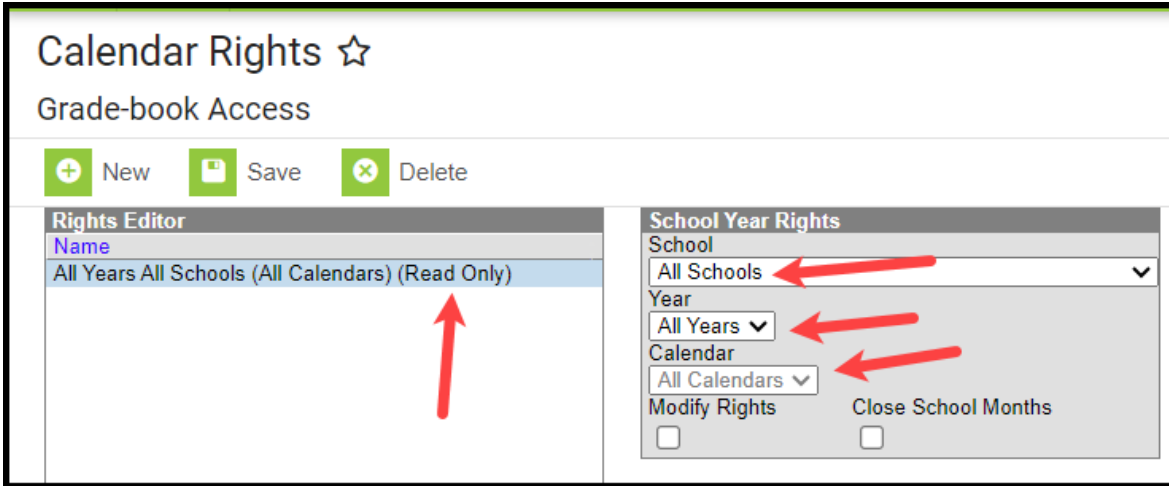 Calendar Rights
Grade-book Access
New Save Delete
Rights Editor
Name
All Years All Schools (All Calendars) (Read Only)
School Year Rights
School
All Schools
Year
All Years
Calendar
All Calendars
Modify Rights Close School Months